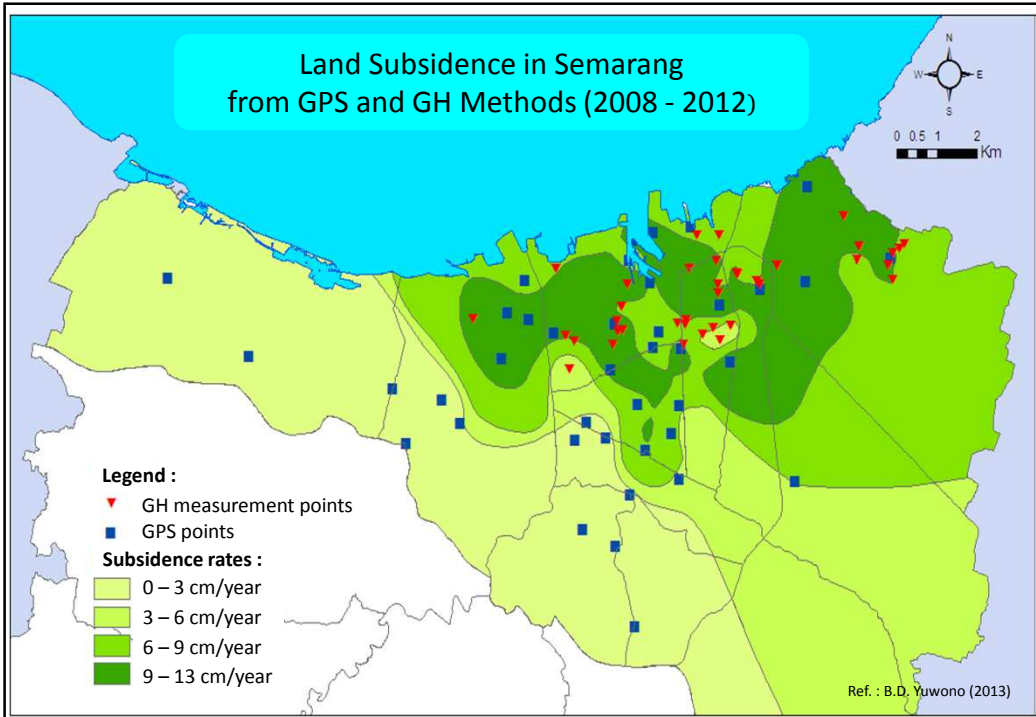 Land Subsidence in Semarang
from GPS and GH Methods (2008 - 2012)
N
W E
S
0 0.5 1 2
Km
Legend :
GH measurement points
GPS points
Subsidence rates :
0 – 3 cm/year
3 – 6 cm/year
6 – 9 cm/year
9 – 13 cm/year
Ref. : B.D. Yuwono (2013)